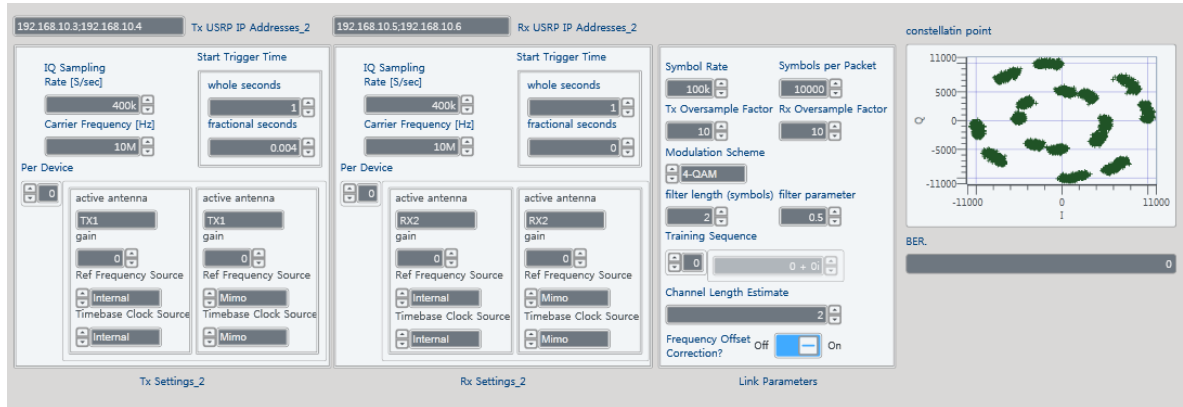 192.168.10.3;192.168.10.4 Tx USRP IP Addresses_2
IQ Sampling
Rate [S/sec]
400k
Carrier Frequency [Hz]
10M
Start Trigger Time
whole seconds
1
fractional seconds
0.004
Per Device
0
active antenna
TX1
gain
0
Ref Frequency Source
Internal
Timebase Clock Source
Internal
active antenna
TX1
gain
0
Ref Frequency Source
Mimo
Timebase Clock Source
Mimo
Tx Settings_2
192.168.10.5;192.168.10.6 Rx USRP IP Addresses_2
IQ Sampling
Rate [S/sec]
400k
Carrier Frequency [Hz]
10M
Start Trigger Time
whole seconds
1
fractional seconds
0
Per Device
0
active antenna
RX2
gain
0
Ref Frequency Source
Internal
Timebase Clock Source
Internal
active antenna
RX2
gain
0
Ref Frequency Source
Mimo
Timebase Clock Source
Mimo
Rx Settings_2
Symbol Rate
100k
Symbols per Packet
10000
Tx Oversample Factor
10
Rx Oversample Factor
10
Modulation Scheme
4-QAM
filter length (symbols)
2
filter parameter
0.5
Training Sequence
0
0 + 0i
Channel Length Estimate
2
Frequency Offset
Correction?
Off On
Link Parameters
constellatin point
11000
5000
0
-5000
-11000
Q
-11000 0 11000
I
BER.
0